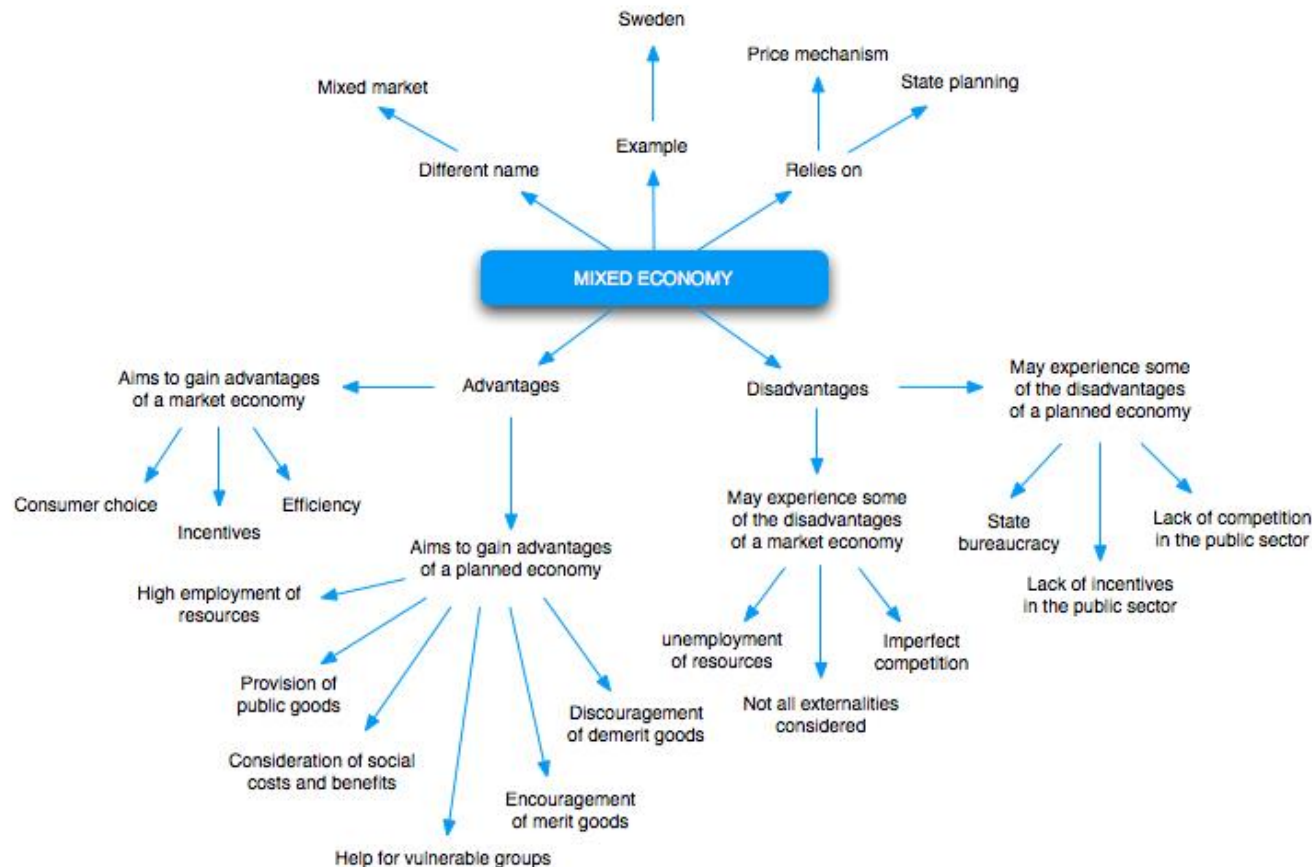 Sweden
Price mechanism
State planning
Mixed market
Example
Different name
Relies on
MIXED ECONOMY
Aims to gain advantages
of a market economy
Advantages
Disadvantages
May experience some
of the disadvantages
of a planned economy
Consumer choice
Incentives
Efficiency
Aims to gain advantages
of a planned economy
May experience some
of the disadvantages
of a market economy
State
bureaucracy
Lack of incentives
in the public sector
Lack of competition
in the public sector
High employment of
resources
Provision of
public goods
Consideration of social
costs and benefits
Help for vulnerable groups
Encouragement
of merit goods
Discouragement
of demerit goods
unemployment
of resources
Not all externalities
considered
Imperfect
competition